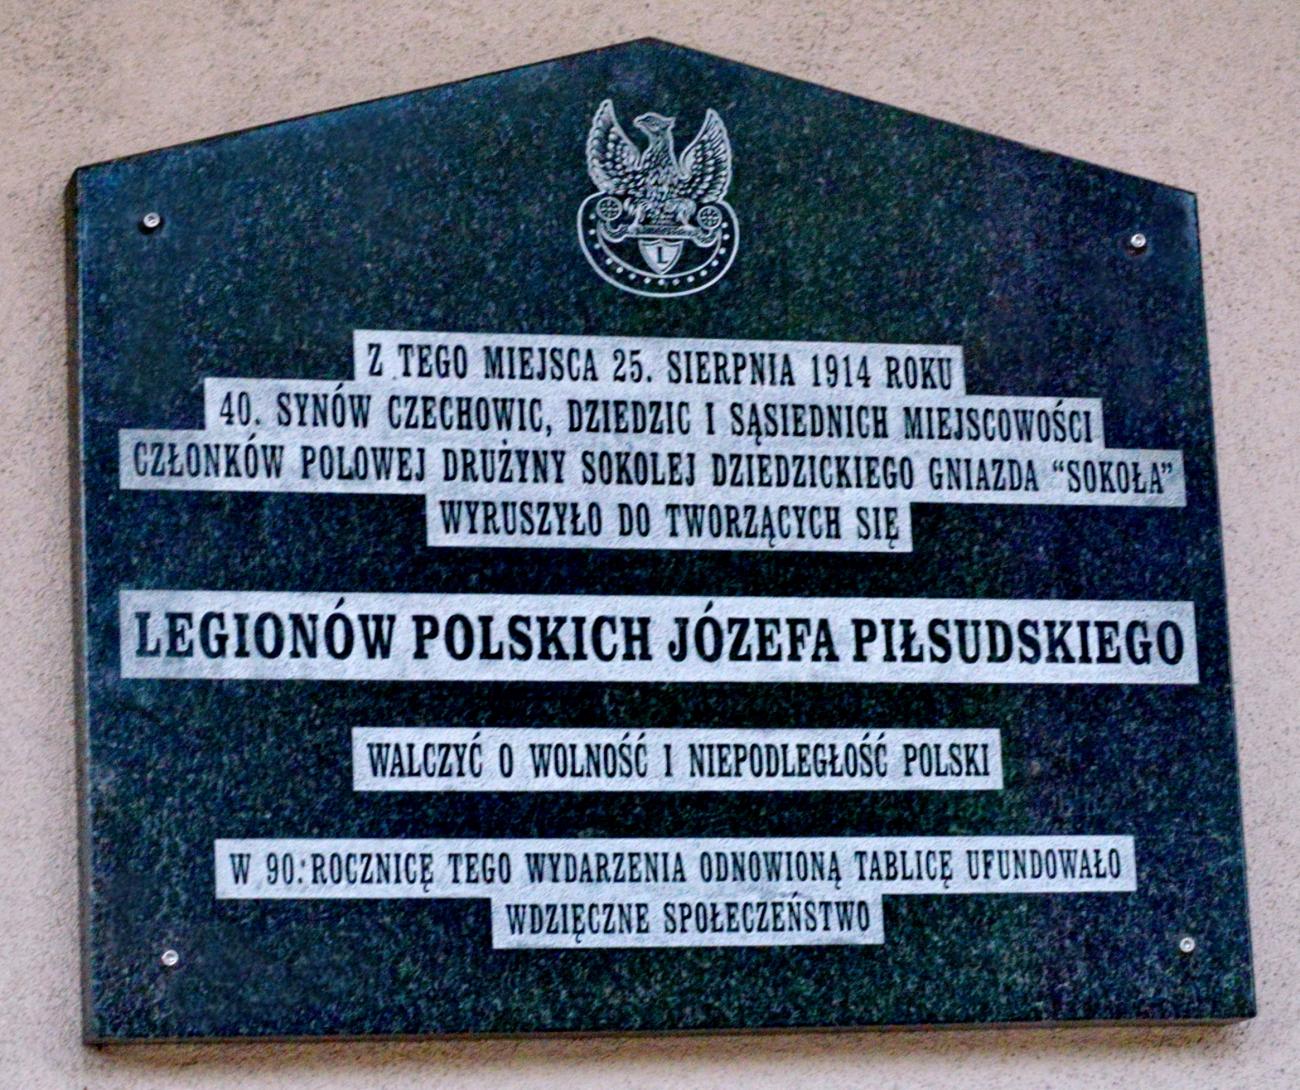 L
Z TEGO MIEJSCA 25. SIERPNIA 1914 ROKU
40. SYNÓW CZECHOWIC, DZIEDZIC I SĄSIEDNICH MIEJSCOWOŚCI
CZŁONKÓW POLOWEJ DRUŻYNY SOKOLEJ DZIEDZICKIEGO GNIAZDA “SOKOŁA”
WYRUSZYŁO DO TWORZĄCYCH SIĘ
LEGIONÓW POLSKICH JÓZEFA PIŁSUDSKIEGO
WALCZYĆ O WOLNOŚĆ I NIEPODLEGŁOŚĆ POLSKI
W 90. ROCZNICĘ TEGO WYDARZENIA ODNOWIONĄ TABLICĘ UFUNDOWAŁO
WDZIĘCZNE SPOŁECZEŃSTWO